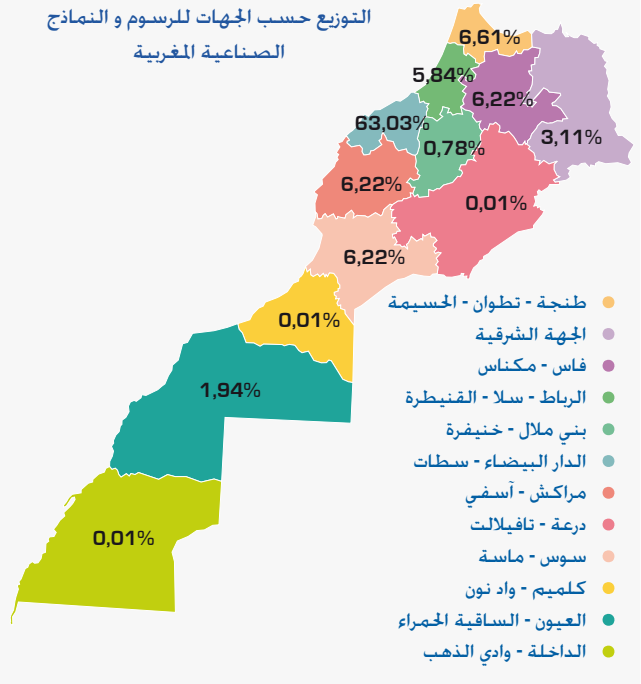 التوزيع حسب الجهات للرسوم و النماذج
الصناعية المغربية
6,61%
5,84%
6,22%
63,03%
0,78%
3,11%
6,22%
0,01%
6,22%
0,01%
1,94%
0,01%
طنجة - تطوان - الحسيمة
الجهة الشرقية
فاس - مكناس
الرباط - سلا - القنيطرة
بني ملال - خنيفرة
الدار البيضاء - سطات
مراكش - آسفي
درعة - تافيلالت
سوس - ماسة
كلميم - واد نون
العيون - الساقية الحمراء
الداخلة - وادي الذهب